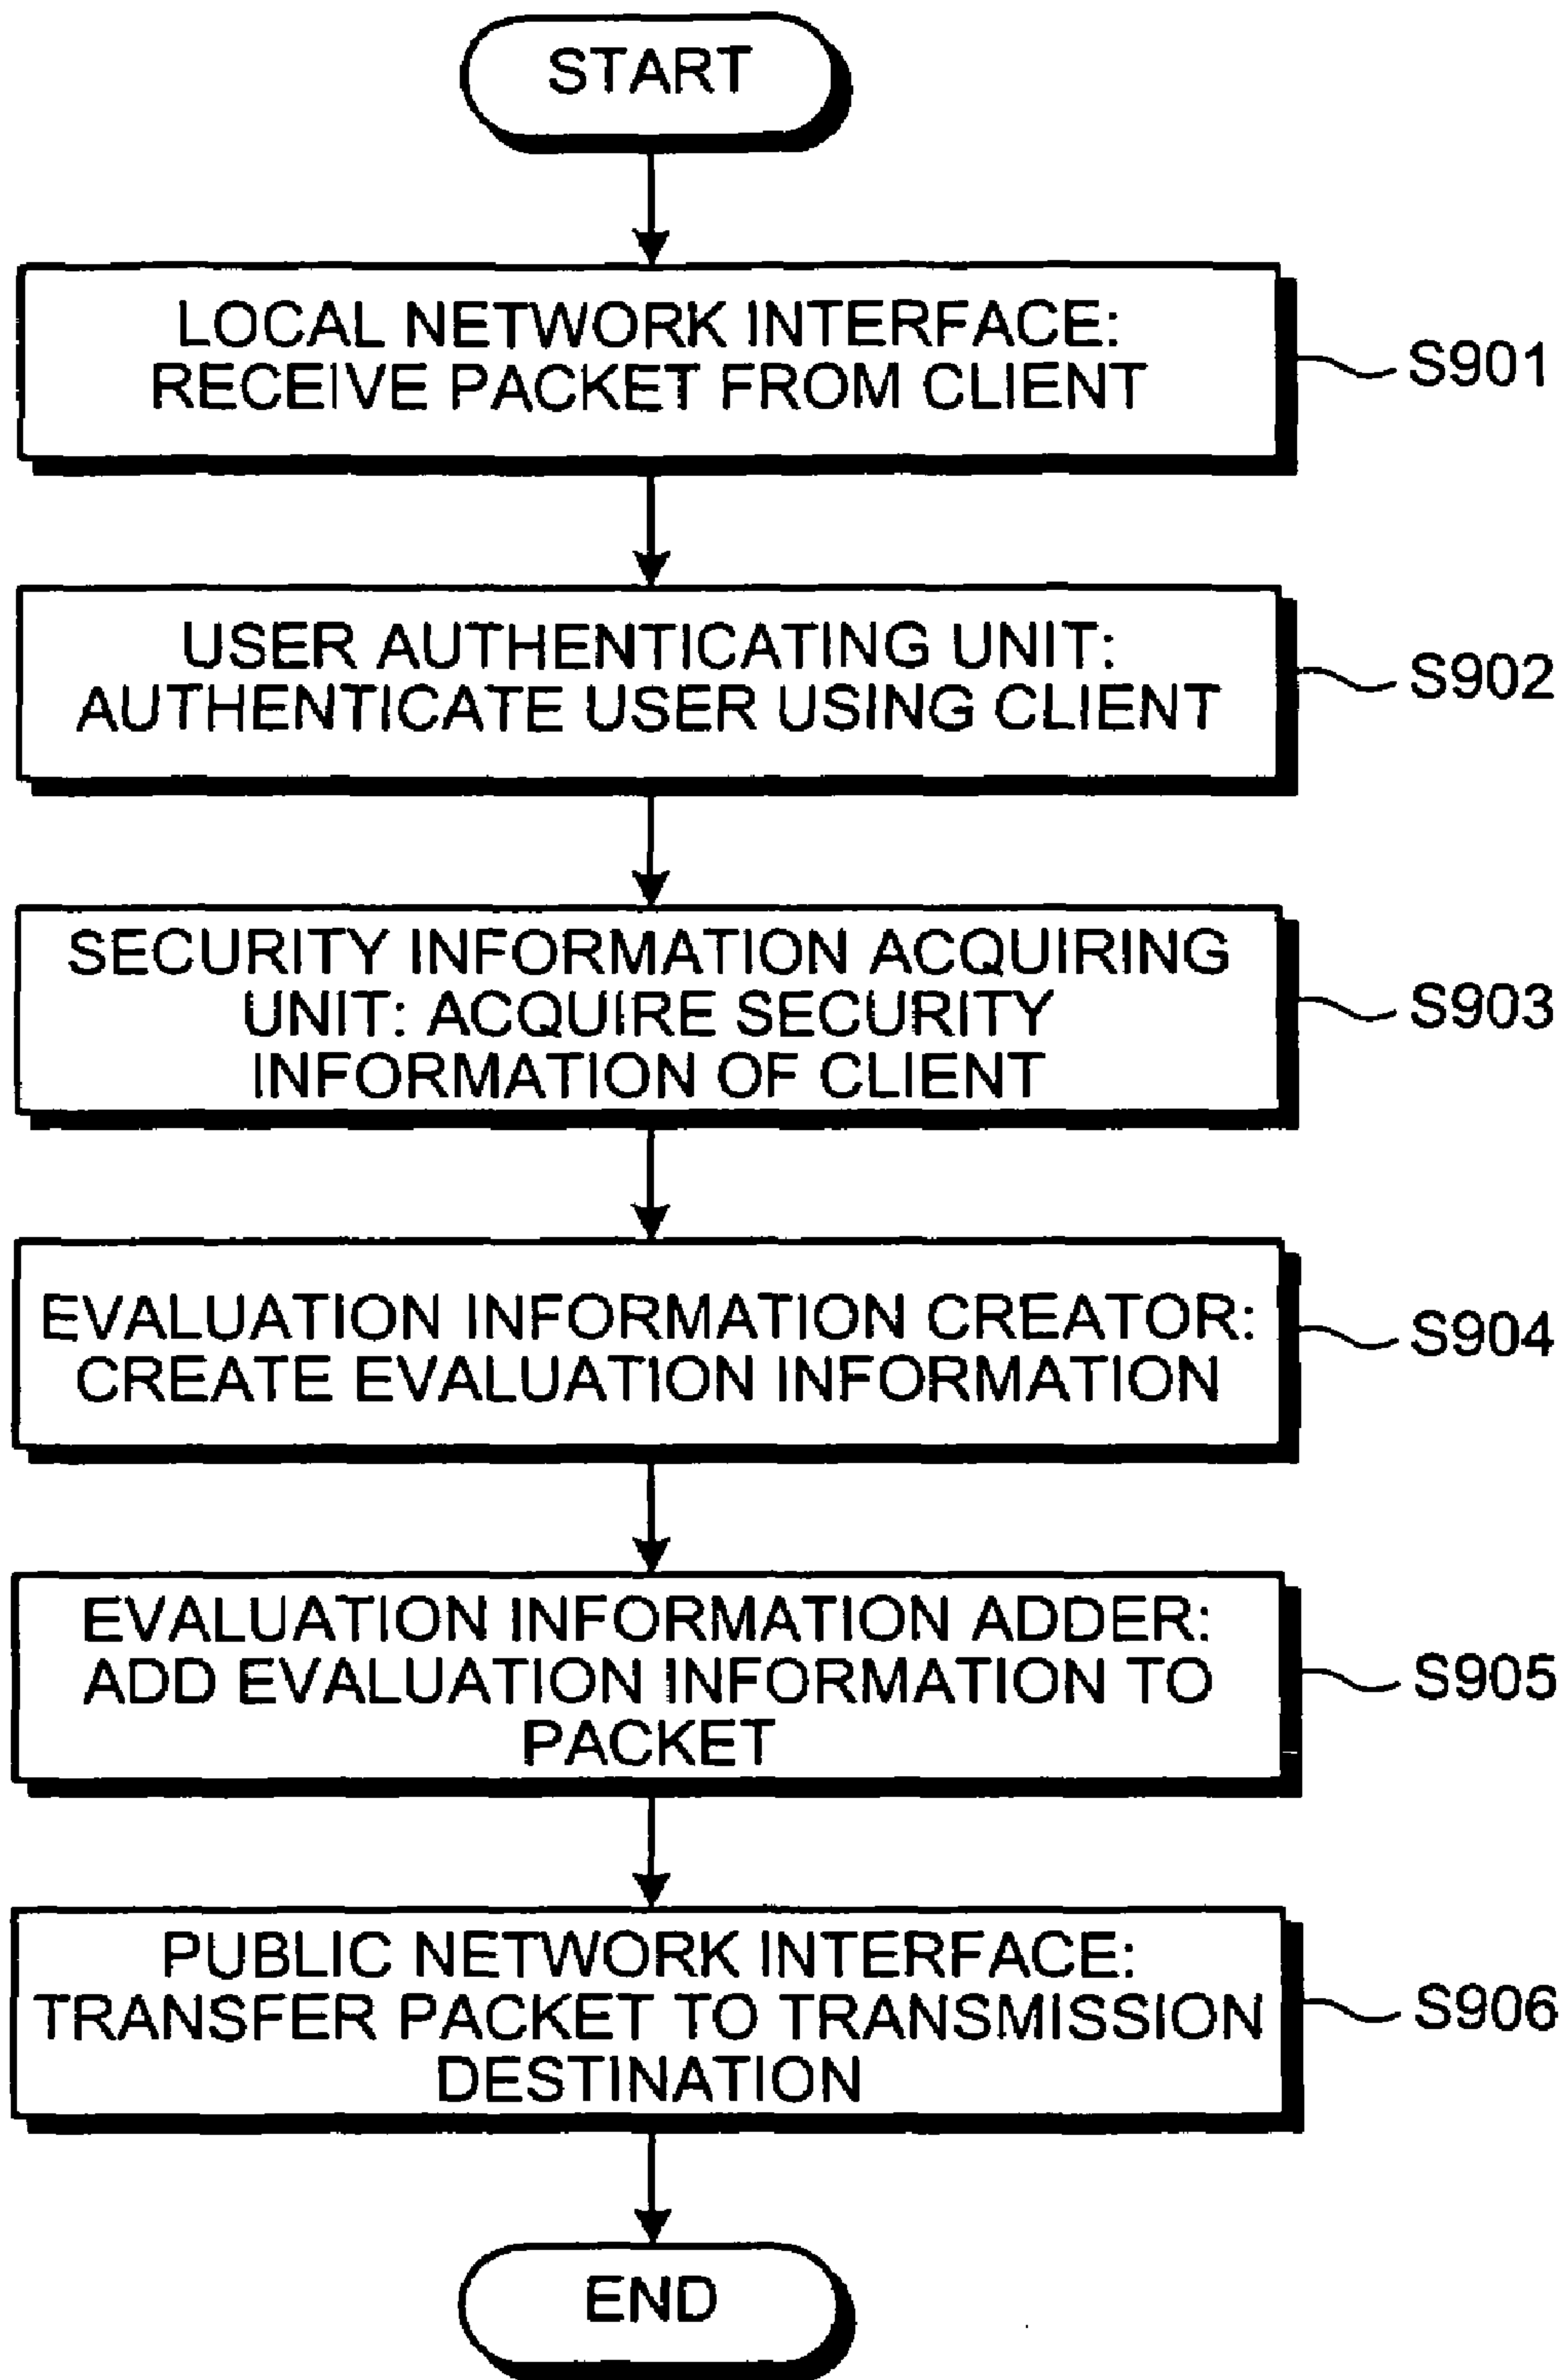 START
LOCAL NETWORK INTERFACE:
RECEIVE PACKET FROM CLIENT
S901
USER AUTHENTICATING UNIT:
AUTHENTICATE USER USING CLIENT
S902
SECURITY INFORMATION ACQUIRING
UNIT: ACQUIRE SECURITY
INFORMATION OF CLIENT
S903
EVALUATION INFORMATION CREATOR:
CREATE EVALUATION INFORMATION
S904
EVALUATION INFORMATION ADDER:
ADD EVALUATION INFORMATION TO
PACKET
S905
PUBLIC NETWORK INTERFACE:
TRANSFER PACKET TO TRANSMISSION
DESTINATION
S906
END